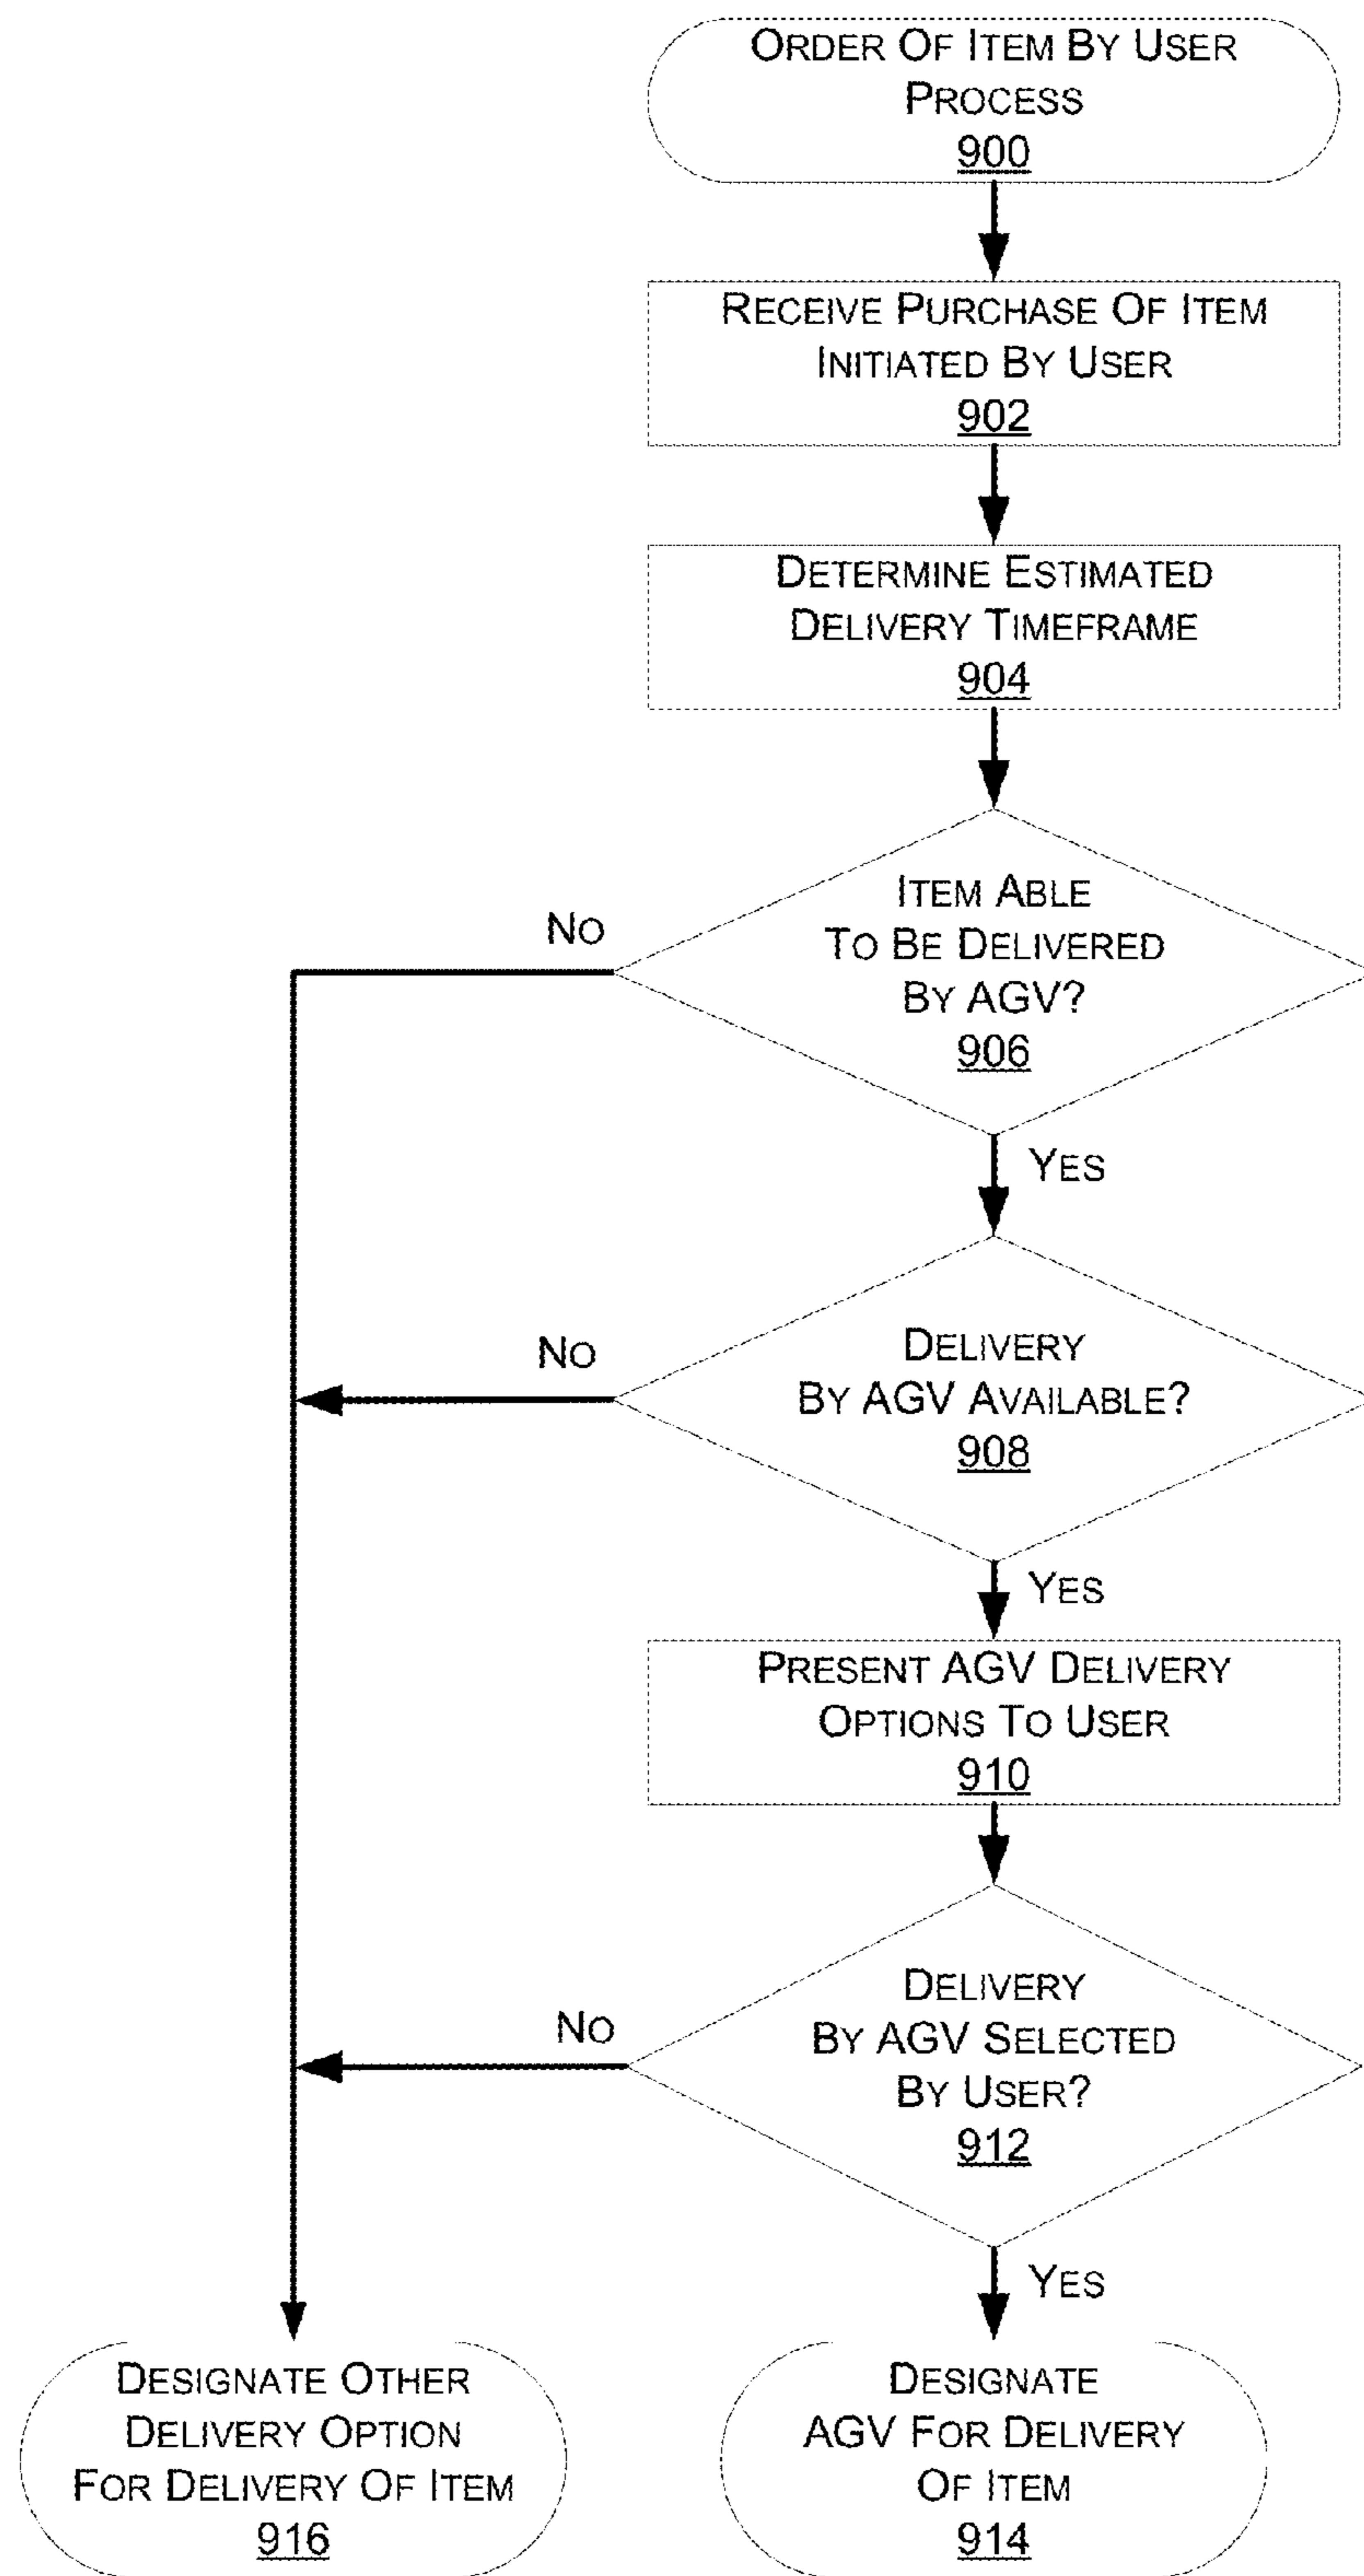 ORDER OF ITEM BY USER
PROCESS
900
RECEIVE PURCHASE OF ITEM
INITIATED BY USER
902
DETERMINE ESTIMATED
DELIVERY TIMEFRAME
904
ITEM ABLE
TO BE DELIVERED
BY AGV?
906
NO
YES
DELIVERY
BY AGV AVAILABLE?
908
NO
YES
PRESENT AGV DELIVERY
OPTIONS TO USER
910
DELIVERY
BY AGV SELECTED
BY USER?
912
NO
YES
DESIGNATE OTHER
DELIVERY OPTION
FOR DELIVERY OF ITEM
916
DESIGNATE
AGV FOR DELIVERY
OF ITEM
914